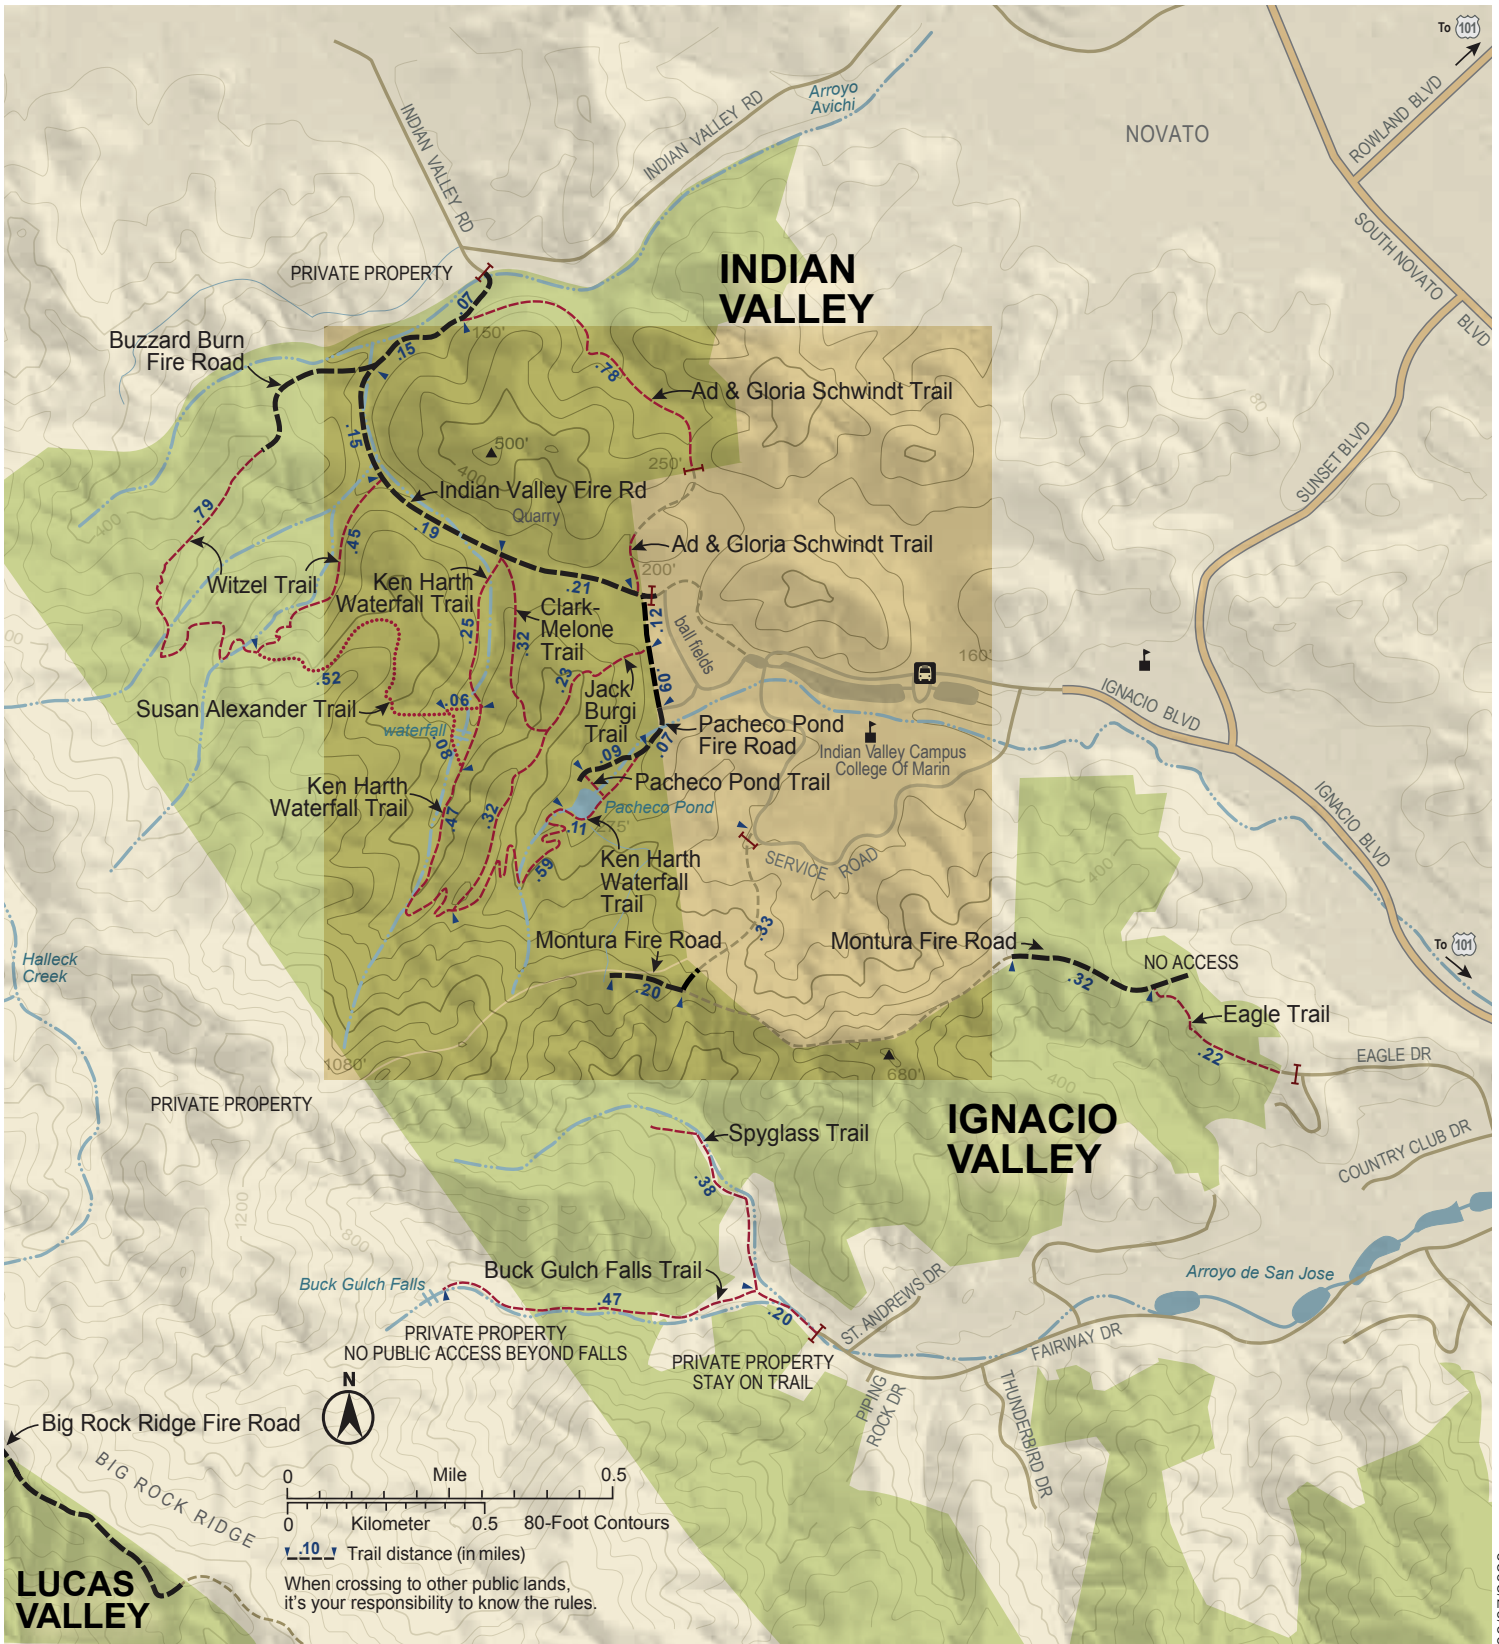 To 101
ROWLAND BLVD
Arroyo
Avichi
NOVATO
INDIAN VALLEY RD
INDIAN VALLEY RD
SOUTH NOVATO
BLVD
PRIVATE PROPERTY
INDIAN
VALLEY
.07
150'
Buzzard Burn
Fire Road
.15
.78
Ad & Gloria Schwindt Trail
80
.15
500'
400
250'
SUNSET BLVD
Indian Valley Fire Rd
Quarry
.79
400
.19
.45
Ad & Gloria Schwindt Trail
200'
Witzel Trail
Ken Harth
Waterfall Trail
.21
Clark-
Melone
Trail
.12
.25
.32
ball fields
160'
.52
.23
.09
Susan Alexander Trail
.06
Jack
Burgi
Trail
IGNACIO BLVD
waterfall
.08
Pacheco Pond
Fire Road
.07
.09
Indian Valley Campus
College Of Marin
Ken Harth
Waterfall Trail
Pacheco Pond Trail
Pacheco Pond
.47
.32
.11
275'
IGNACIO BLVD
SERVICE ROAD
.59
Ken Harth
Waterfall
Trail
400
.33
Montura Fire Road
Montura Fire Road
To 101
NO ACCESS
Halleck
Creek
.20
.32
Eagle Trail
.22
EAGLE DR
1080'
680'
400
PRIVATE PROPERTY
IGNACIO
VALLEY
Spyglass Trail
COUNTRY CLUB DR
.38
1200
800
Buck Gulch Falls Trail
Buck Gulch Falls
.47
Arroyo de San Jose
.20
ST. ANDREWS DR
FAIRWAY DR
PRIVATE PROPERTY
NO PUBLIC ACCESS BEYOND FALLS
PRIVATE PROPERTY
STAY ON TRAIL
PIPING
ROCK DR
THUNDERBIRD DR
N
Big Rock Ridge Fire Road
BIG ROCK RIDGE
0 Mile 0.5
0 Kilometer 0.5 80-Foot Contours
.10 Trail distance (in miles)
When crossing to other public lands,
it's your responsibility to know the rules.
LUCAS
VALLEY